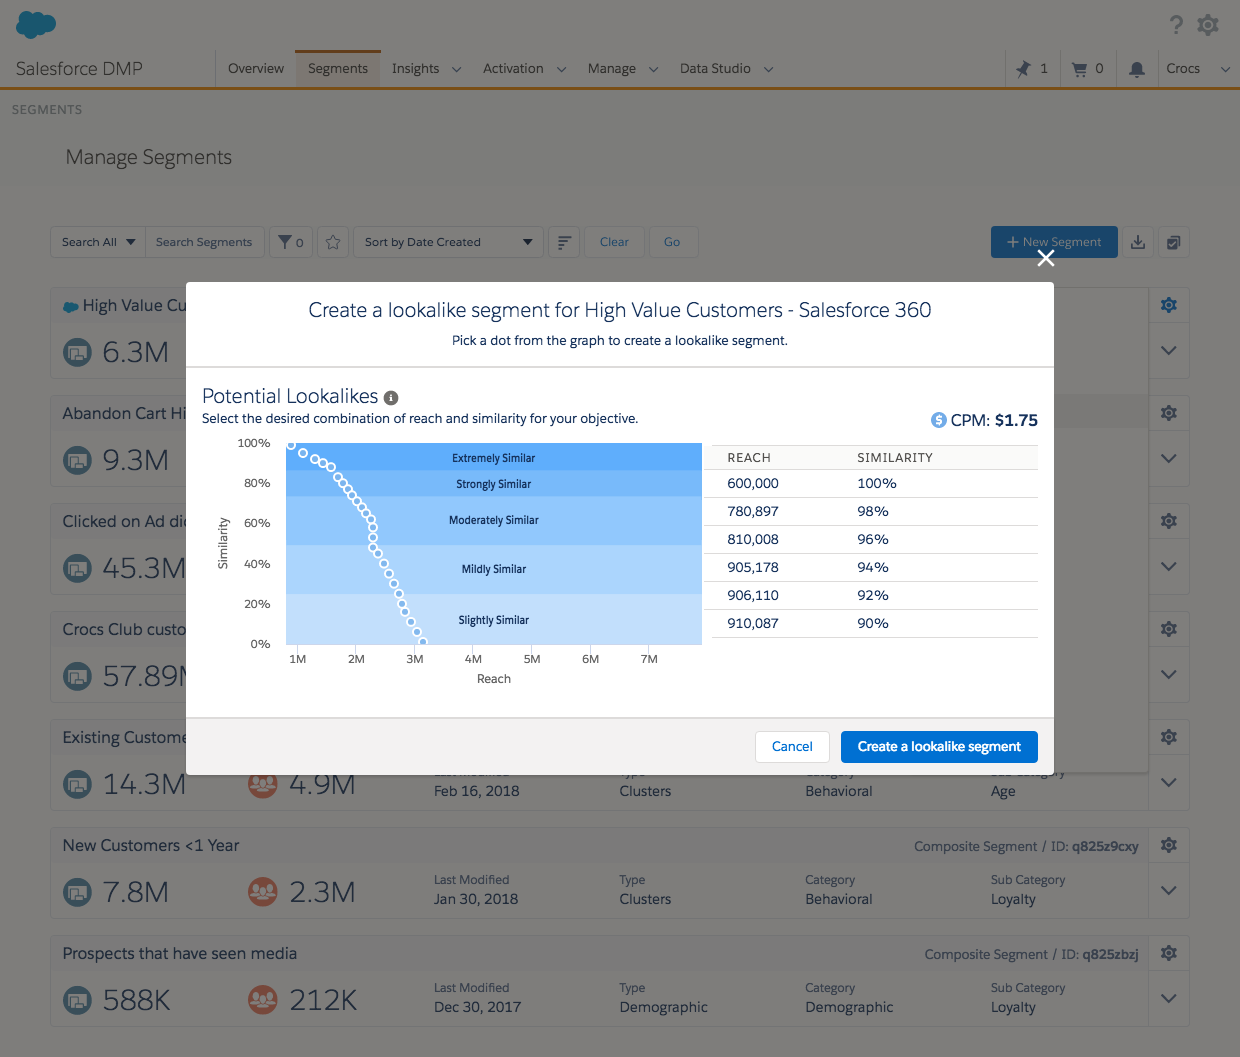 Salesforce DMP
Overview
Segments
Insights
Activation
Manage
Data Studio
1
0
Crocs
SEGMENTS
Manage Segments
Search All
Search Segments
0
Sort by Date Created
Clear
Go
+ New Segment
High Value Cu
6.3M
Abandon Cart Hi
9.3M
Clicked on Ad di
45.3M
Crocs Club custo
57.89M
Existing Custome
14.3M
4.9M
Last Modified
Feb 16, 2018
Type
Clusters
Category
Behavioral
Sub Category
Age
New Customers <1 Year
Composite Segment / ID: q825z9cxy
7.8M
2.3M
Last Modified
Jan 30, 2018
Type
Clusters
Category
Behavioral
Sub Category
Loyalty
Prospects that have seen media
Composite Segment / ID: q825zbzj
588K
212K
Last Modified
Dec 30, 2017
Type
Demographic
Category
Demographic
Sub Category
Loyalty
Create a lookalike segment for High Value Customers - Salesforce 360
Pick a dot from the graph to create a lookalike segment.
Potential Lookalikes
Select the desired combination of reach and similarity for your objective.
CPM: $1.75
100%
80%
60%
40%
20%
0%
Similarity
Extremely Similar
Strongly Similar
Moderately Similar
Mildly Similar
Slightly Similar
1M 2M 3M 4M 5M 6M 7M
Reach
REACH SIMILARITY
600,000 100%
780,897 98%
810,008 96%
905,178 94%
906,110 92%
910,087 90%
Cancel
Create a lookalike segment